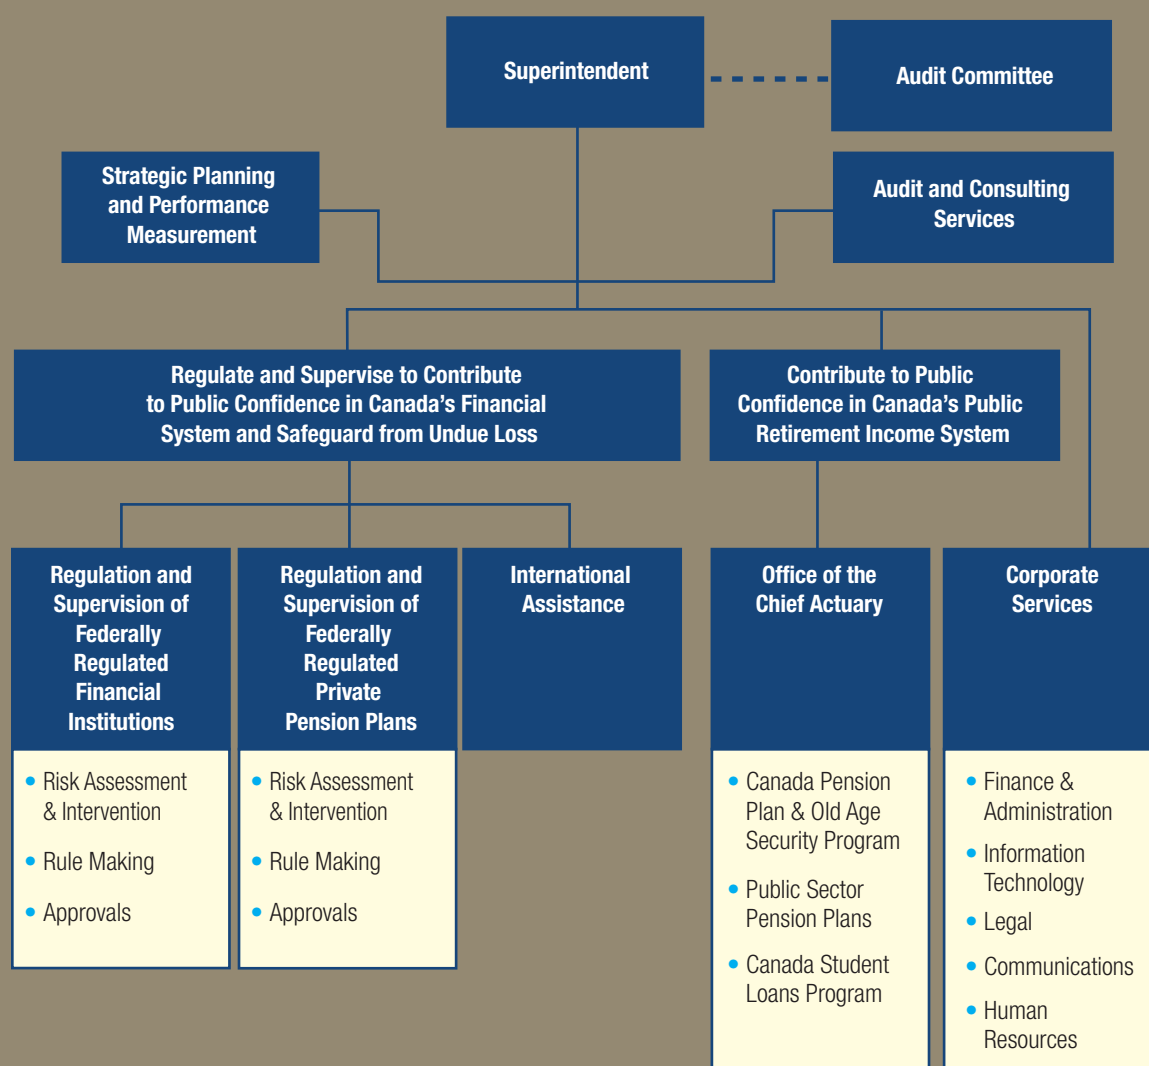 Superintendent
Audit Committee
Strategic Planning
and Performance
Measurement
Audit and Consulting
Services
Regulate and Supervise to Contribute
to Public Confidence in Canada’s Financial
System and Safeguard from Undue Loss
Contribute to Public
Confidence in Canada’s Public
Retirement Income System
Regulation and
Supervision of
Federally
Regulated
Financial
Institutions
• Risk Assessment
& Intervention
• Rule Making
• Approvals
Regulation and
Supervision of
Federally
Regulated
Private
Pension Plans
• Risk Assessment
& Intervention
• Rule Making
• Approvals
International
Assistance
Office of the
Chief Actuary
• Canada Pension
Plan & Old Age
Security Program
• Public Sector
Pension Plans
• Canada Student
Loans Program
Corporate
Services
• Finance &
Administration
• Information
Technology
• Legal
• Communications
• Human
Resources